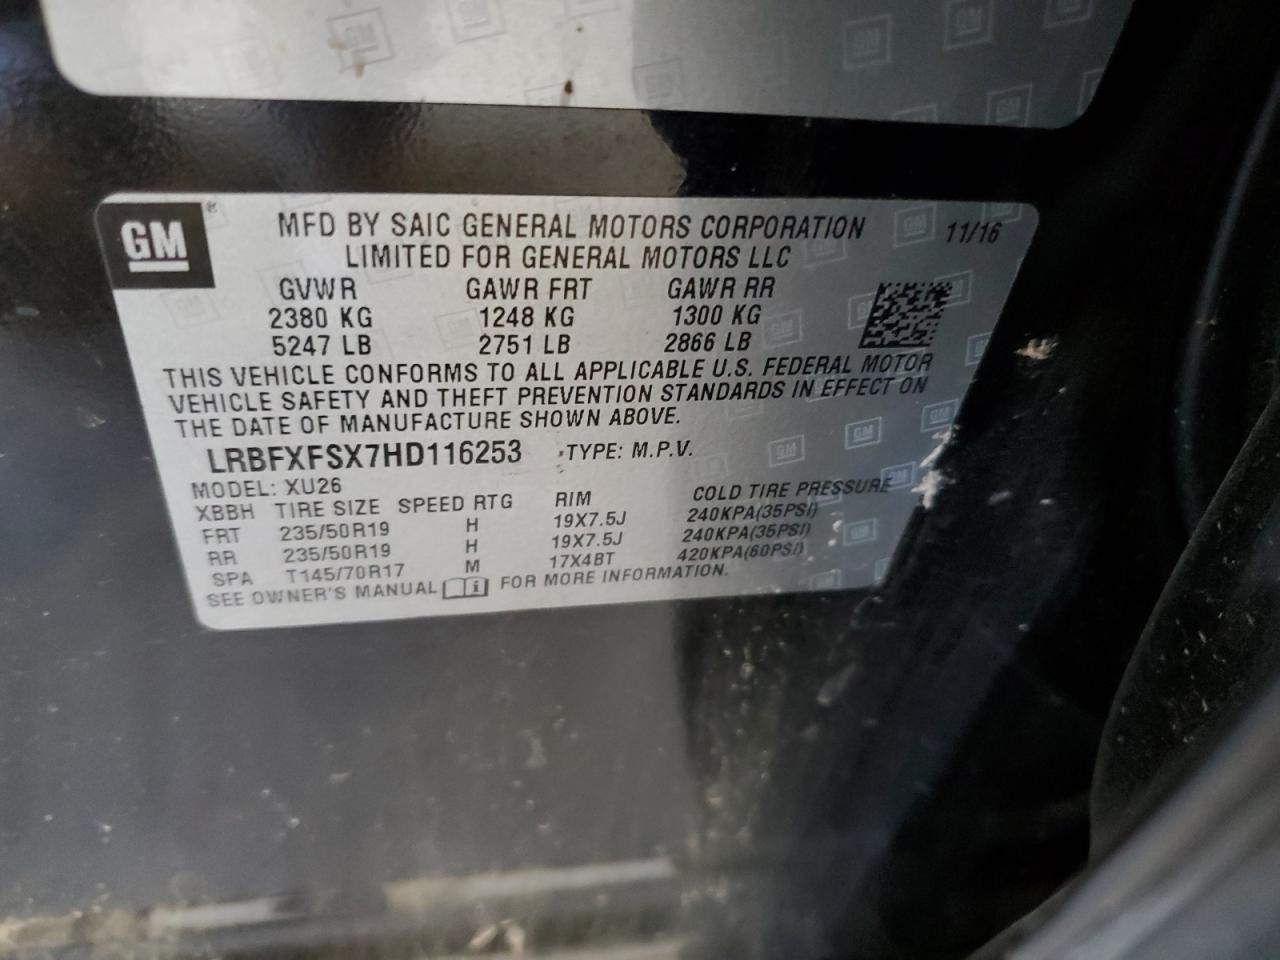 GM
MFD BY SAIC GENERAL MOTORS CORPORATION 11/16
LIMITED FOR GENERAL MOTORS LLC
GVWR GAWR FRT GAWR RR
2380 KG 1248 KG 1300 KG
5247 LB 2751 LB 2866 LB
THIS VEHICLE CONFORMS TO ALL APPLICABLE U.S. FEDERAL MOTOR
VEHICLE SAFETY AND THEFT PREVENTION STANDARDS IN EFFECT ON
THE DATE OF MANUFACTURE SHOWN ABOVE.
LRBFXFSX7HD116253 TYPE: M.P.V.
MODEL: XU26
XBBH TIRE SIZE SPEED RTG RIM COLD TIRE PRESSURE
FRT 235/50R19 H 19X7.5J 240KPA(35PSI)
RR 235/50R19 H 19X7.5J 240KPA(35PSI)
SPA T145/70R17 M 17X4BT 420KPA(60PSI)
SEE OWNER'S MANUAL FOR MORE INFORMATION.